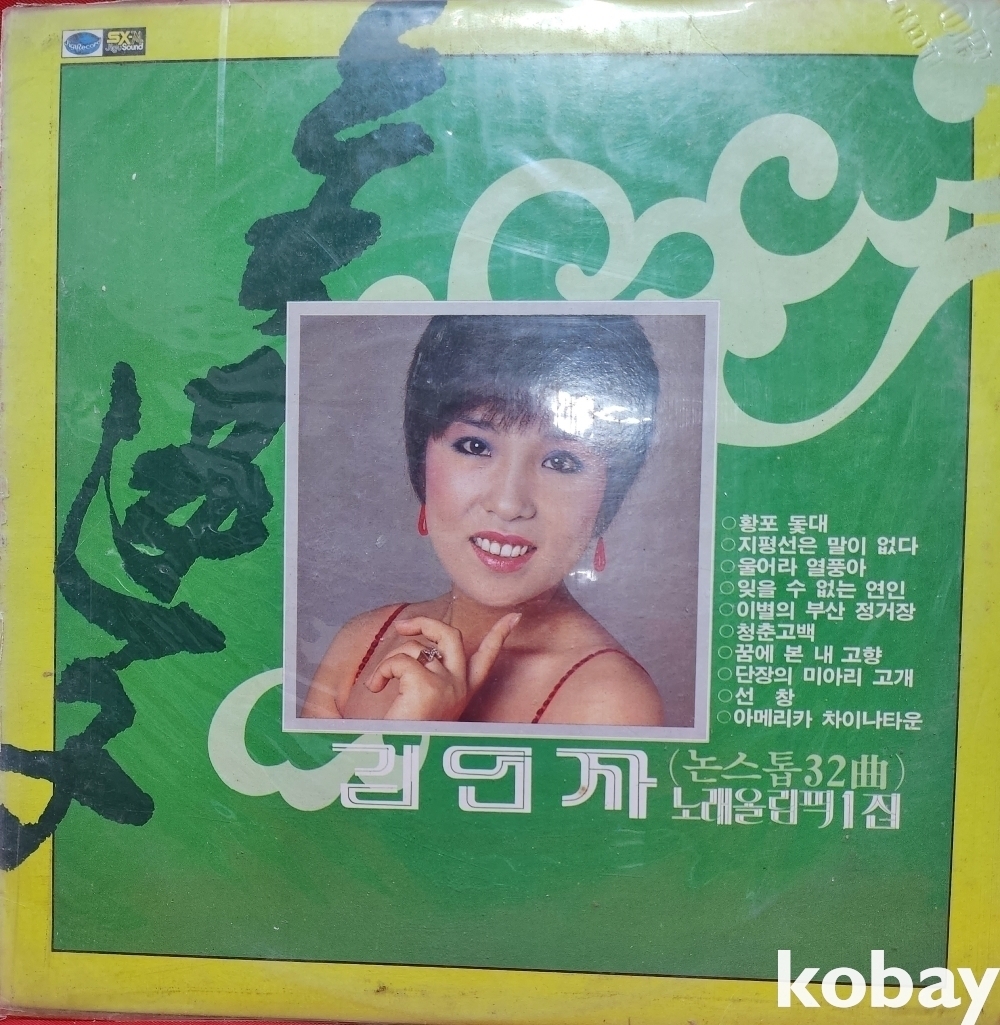 SX-
Jigu Sound
황포 돛대
지평선은 말이 없다
울어라 열풍아
잊을 수 없는 연인
이별의 부산 정거장
청춘고백
꿈에 본 내 고향
단장의 미아리 고개
선 창
아메리카 차이나타운
김연자 (논스톱32曲)
노래올림픽1집
kobay